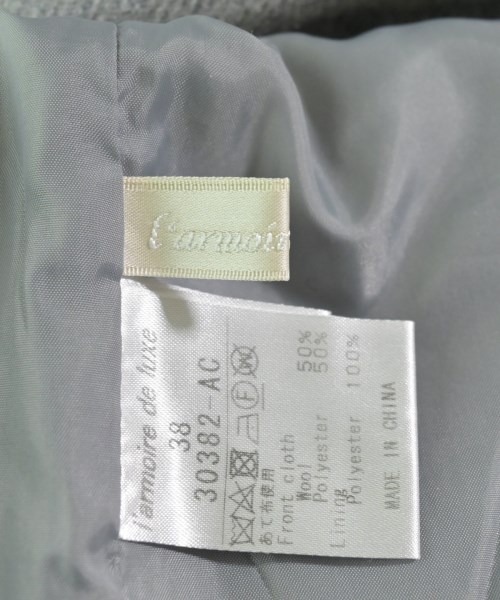 l'armoir
l'armoire de luxe
38
30382-AC
あて布使用
Front cloth
Wool 50%
Polyester 50%
Lining
Polyester 100%
MADE IN CHINA